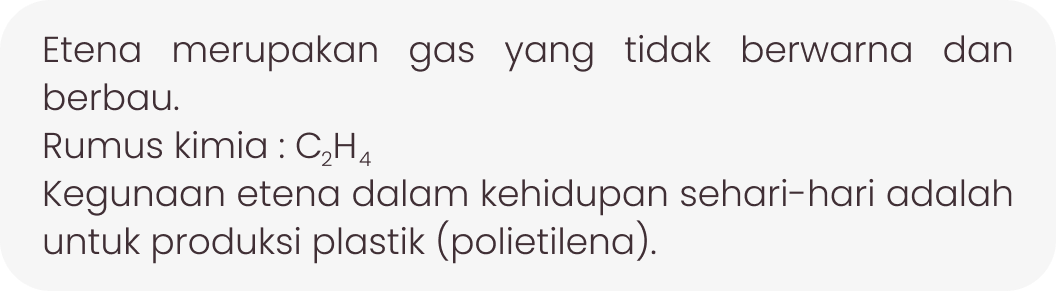 Etena merupakan gas yang tidak berwarna dan
berbau.
Rumus kimia : C₂H₄
Kegunaan etena dalam kehidupan sehari-hari adalah
untuk produksi plastik (polietilena).